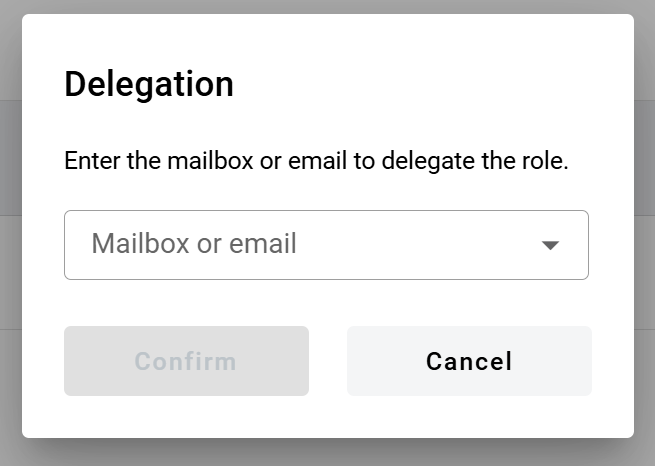 Delegation
Enter the mailbox or email to delegate the role.
Mailbox or email
Confirm
Cancel